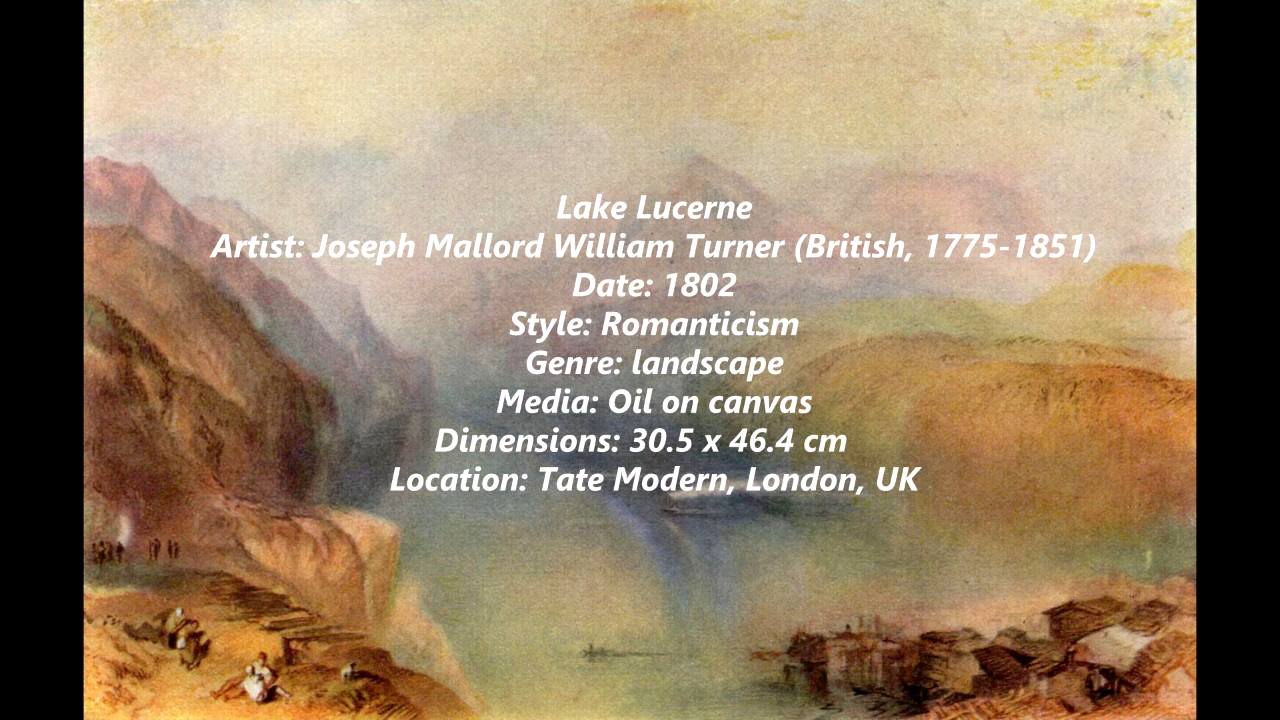 Lake Lucerne
Artist: Joseph Mallord William Turner (British, 1775-1851)
Date: 1802
Style: Romanticism
Genre: landscape
Media: Oil on canvas
Dimensions: 30.5 x 46.4 cm
Location: Tate Modern, London, UK